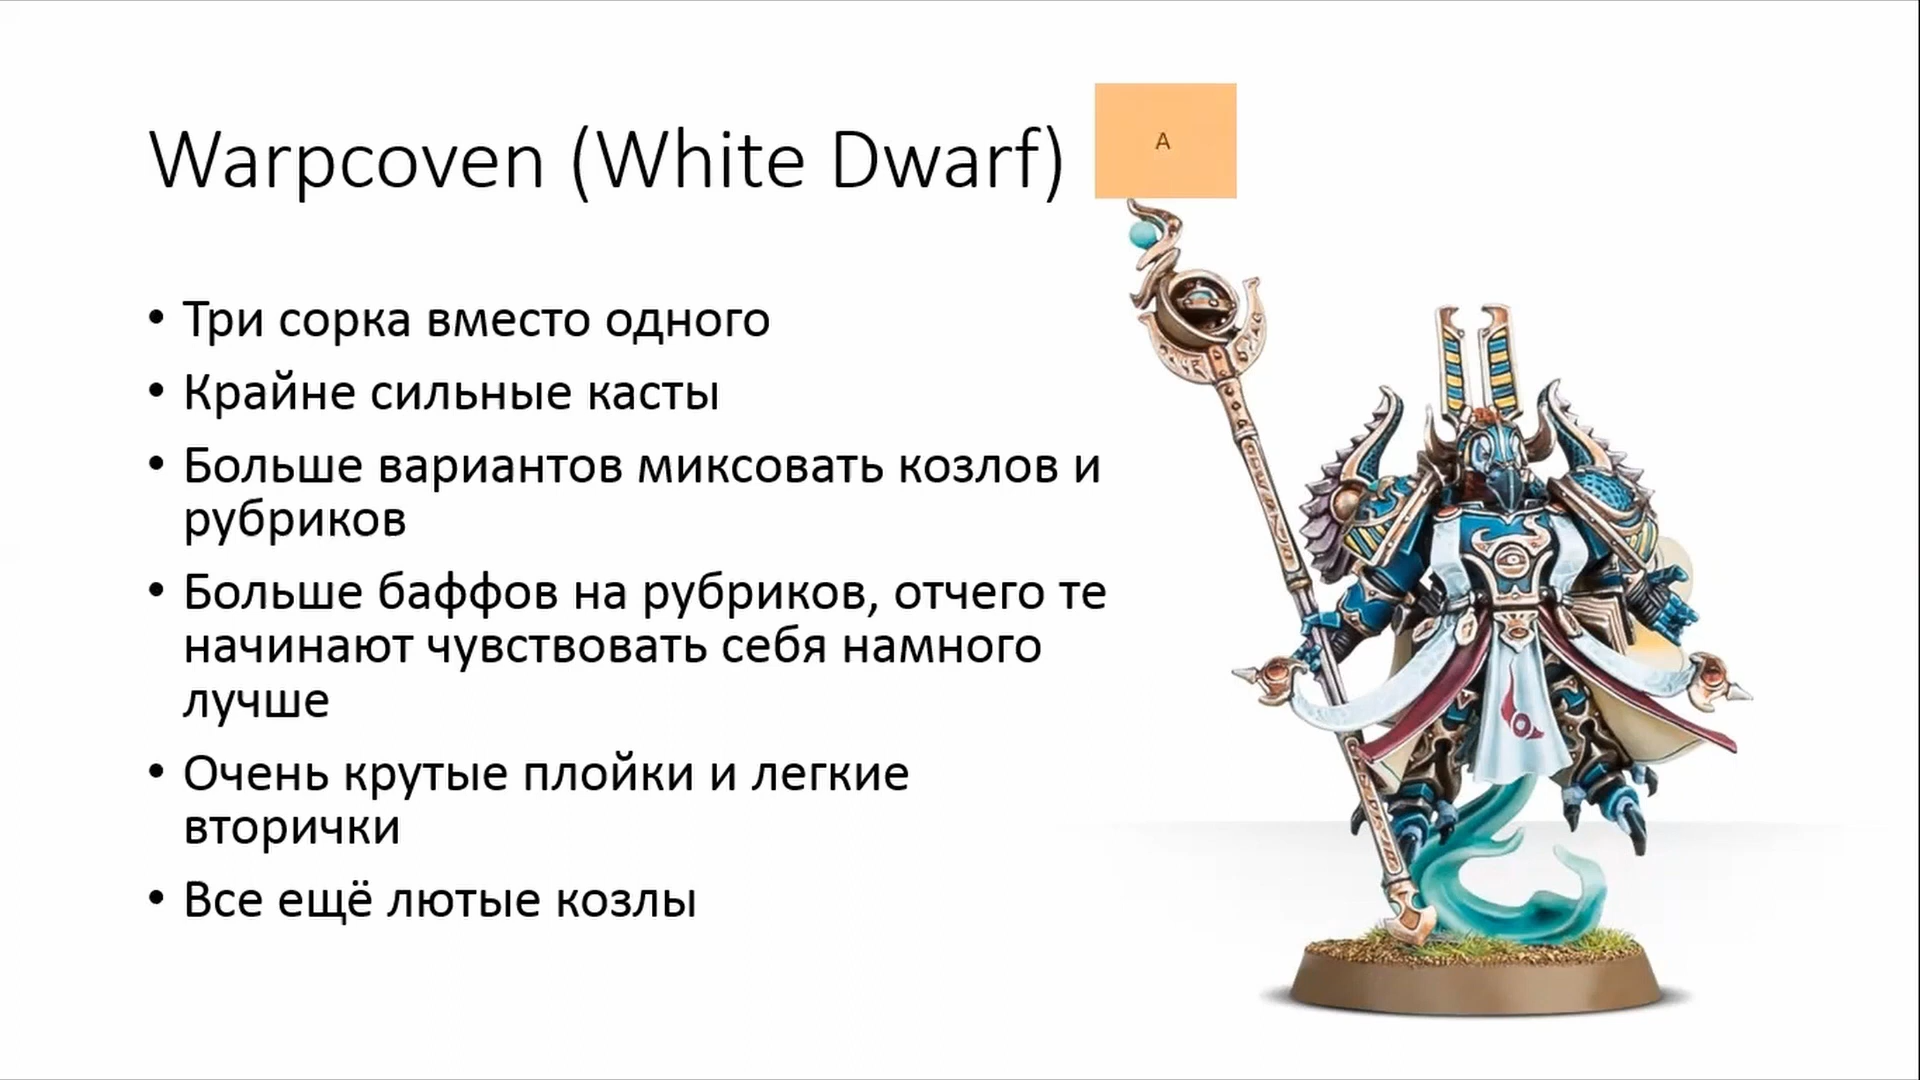 Warpcoven (White Dwarf)
A
• Три сорка вместо одного
• Крайне сильные касты
• Больше вариантов миксовать козлов и
рубриков
• Больше баффов на рубриков, отчего те
начинают чувствовать себя намного
лучше
• Очень крутые плойки и легкие
вторички
• Все ещё лютые козлы